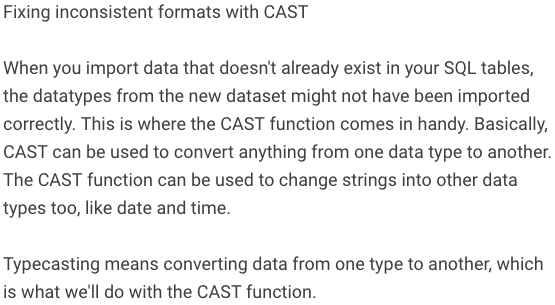 Fixing inconsistent formats with CAST
When you import data that doesn't already exist in your SQL tables,
the datatypes from the new dataset might not have been imported
correctly. This is where the CAST function comes in handy. Basically,
CAST can be used to convert anything from one data type to another.
The CAST function can be used to change strings into other data
types too, like date and time.
Typecasting means converting data from one type to another, which
is what we'll do with the CAST function.